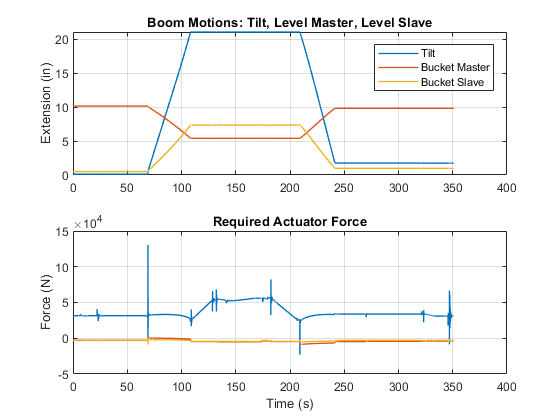 Boom Motions: Tilt, Level Master, Level Slave
Extension (in)
20
15
10
5
0
Tilt
Bucket Master
Bucket Slave
0 50 100 150 200 250 300 350 400
Required Actuator Force
×10⁴
Force (N)
15
10
5
0
-5
0 50 100 150 200 250 300 350 400
Time (s)